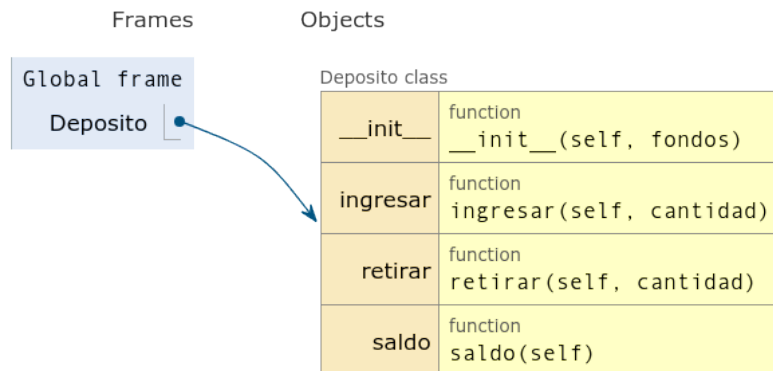 Frames Objects
Global frame
Deposito
Deposito class
__init__
function
__init__(self, fondos)
ingresar
function
ingresar(self, cantidad)
retirar
function
retirar(self, cantidad)
saldo
function
saldo(self)